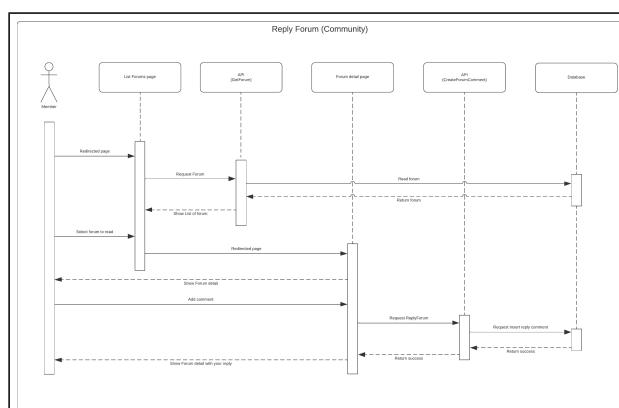 Reply Forum (Community)
List Forums page
API
(GetForum)
Forum detail page
API
(CreateForumComment)
Database
Member
Redirected page
Request Forum
Read forum
Return forum
Show List of forum
Select forum to read
Redirected page
Show Forum detail
Add comment
Request ReplyForum
Request Insert reply comment
Return success
Return success
Show Forum detail with your reply